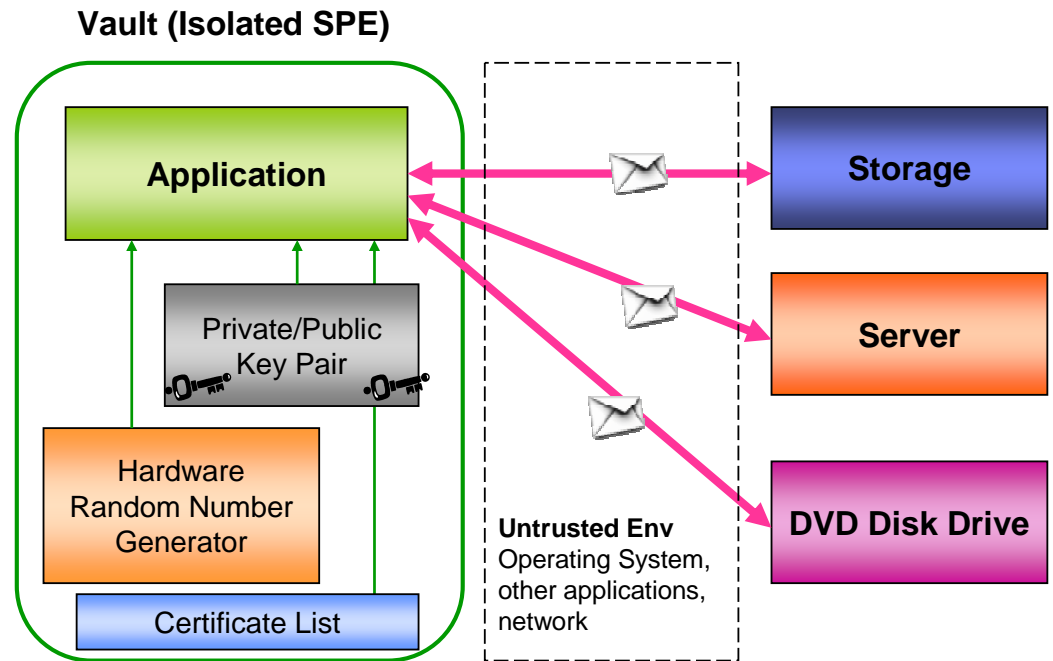 Vault (Isolated SPE)
Application
Private/Public
Key Pair
Hardware
Random Number
Generator
Certificate List
Untrusted Env
Operating System,
other applications,
network
Storage
Server
DVD Disk Drive